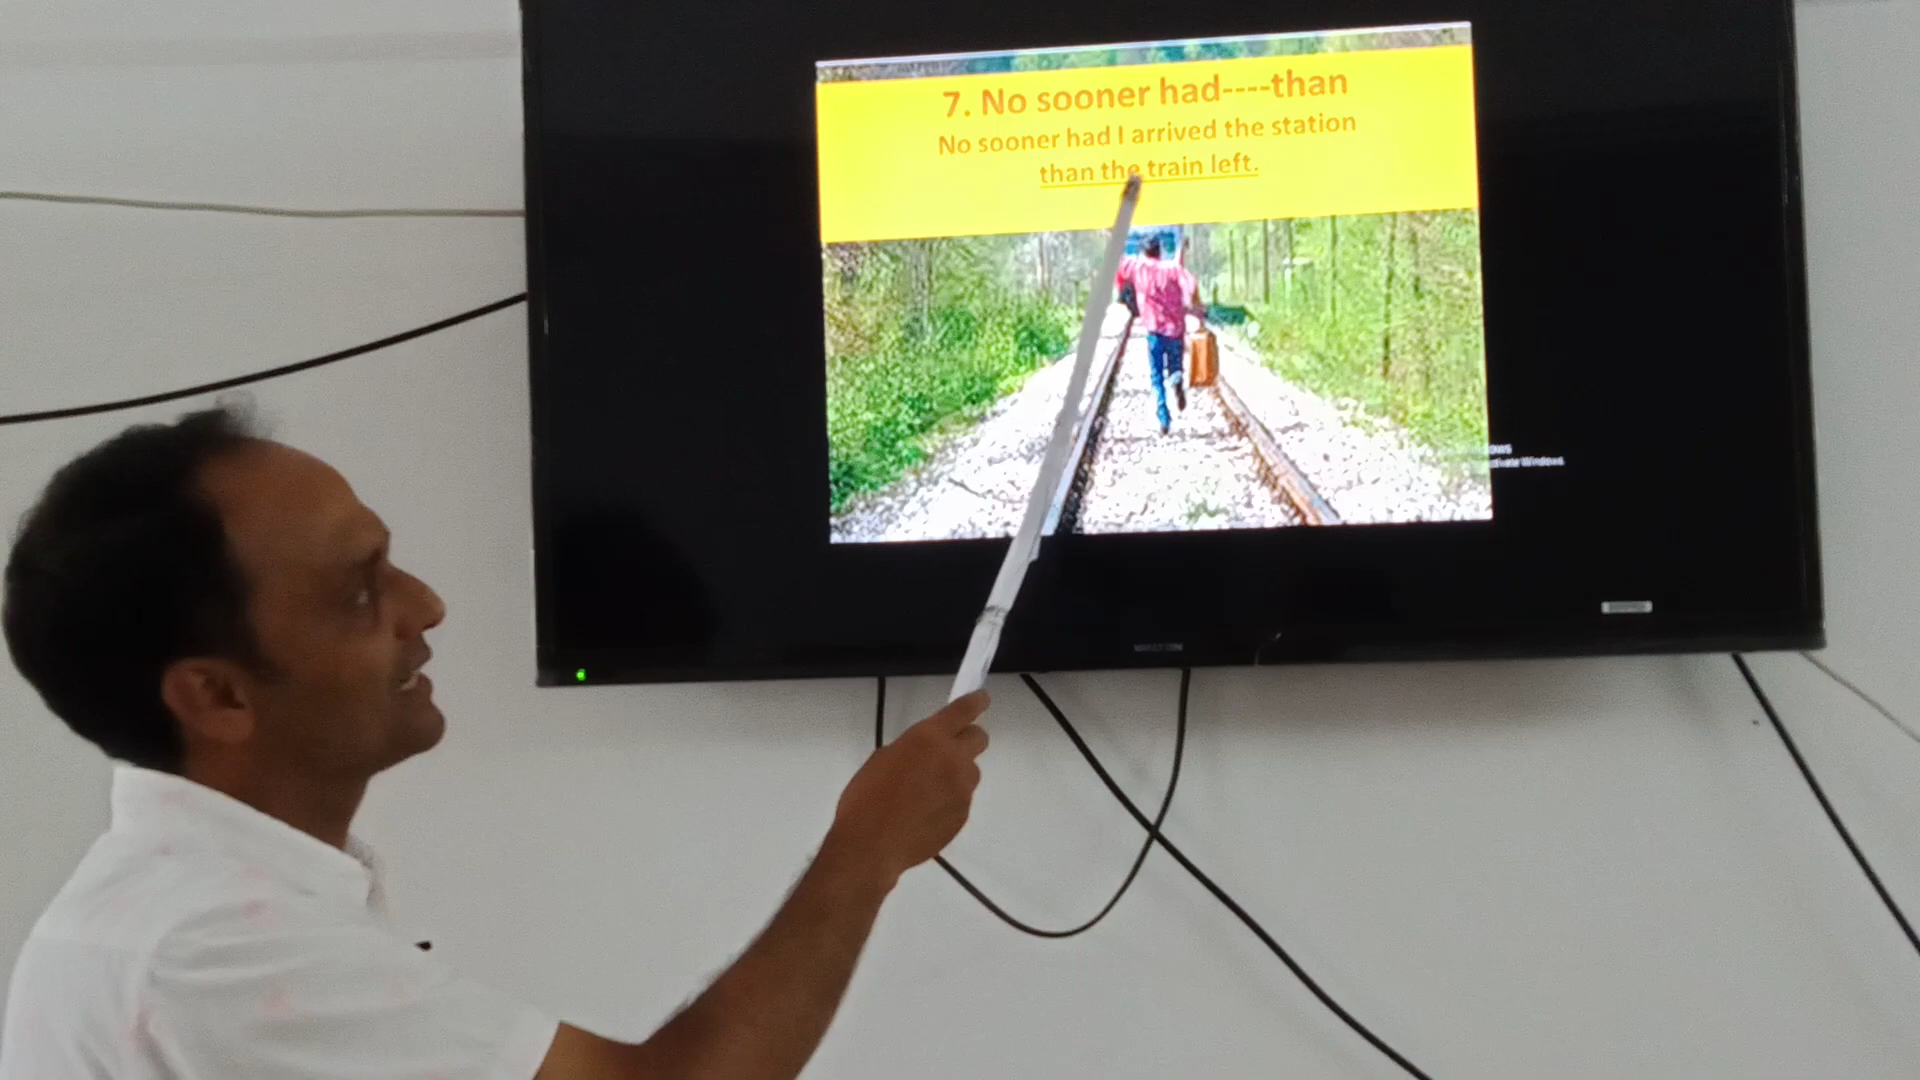 7. No sooner had----than
No sooner had I arrived the station
than the train left.